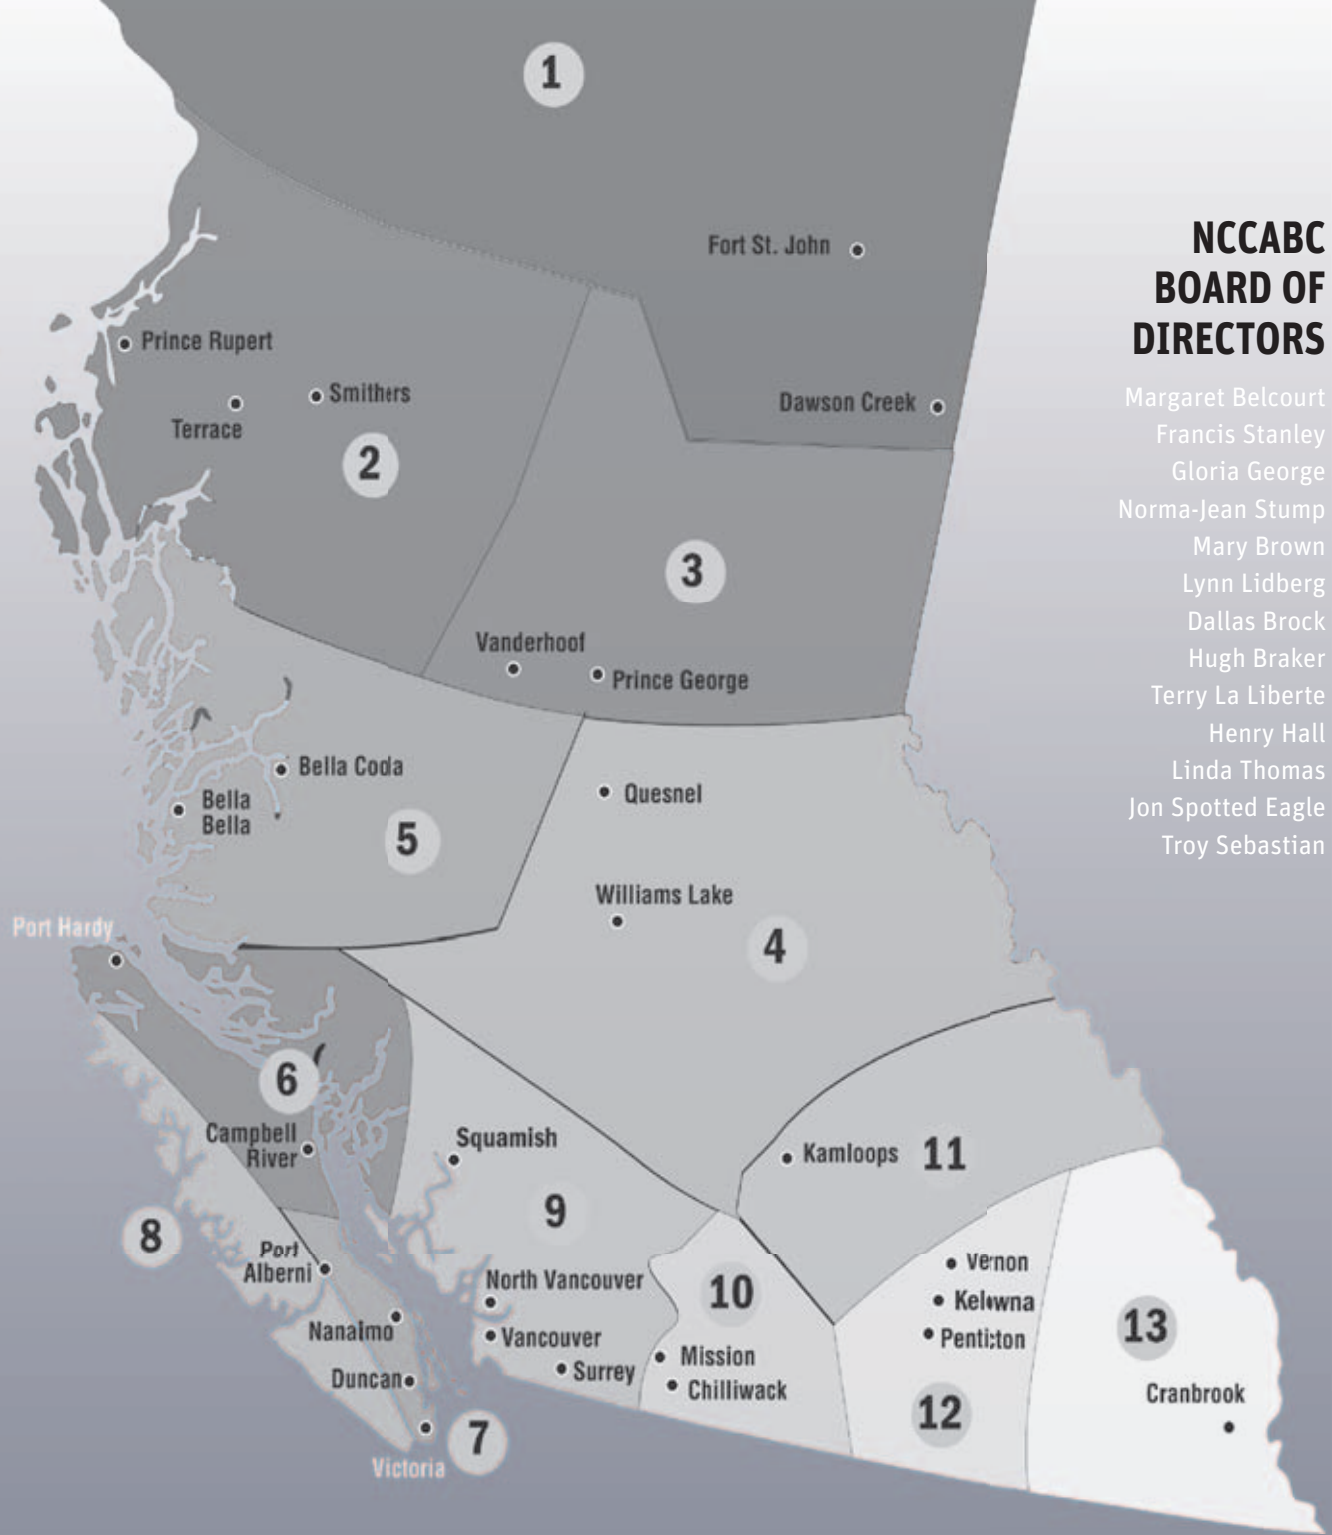 1
Fort St. John
NCCABC
BOARD OF
DIRECTORS
Prince Rupert
Smithers
Terrace
Dawson Creek
2
Margaret Belcourt
Francis Stanley
Gloria George
Norma-Jean Stump
Mary Brown
Lynn Lidberg
Dallas Brock
Hugh Braker
Terry La Liberte
Henry Hall
Linda Thomas
Jon Spotted Eagle
Troy Sebastian
3
Vanderhoof
Prince George
Bella Coda
Bella
Bella
5
Quesnel
Williams Lake
4
Port Hardy
6
Campbell
River
Squamish
Kamloops
11
9
8
Port
Alberni
North Vancouver
10
Vernon
Kelowna
Penticton
13
Nanaimo
Vancouver
Surrey
Mission
Chilliwack
Duncan
12
Cranbrook
7
Victoria